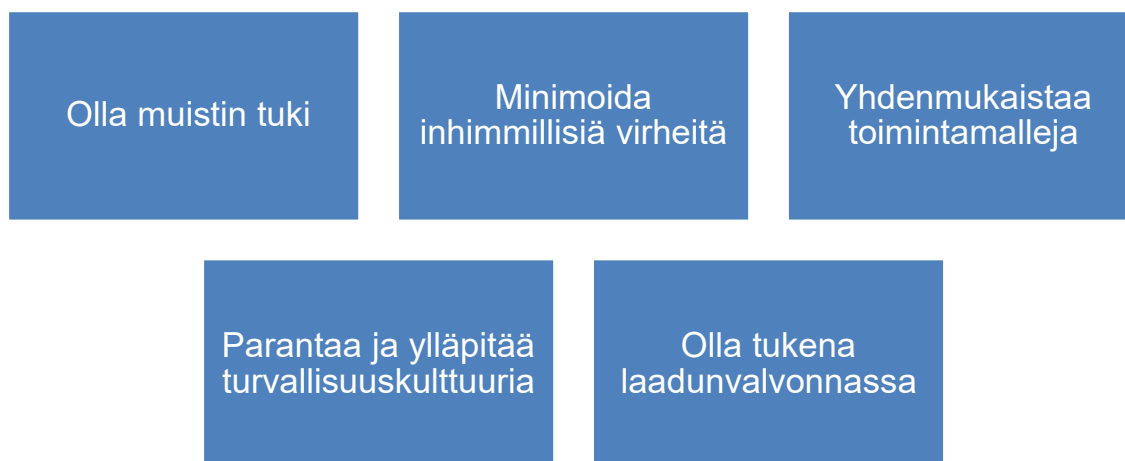 Olla muistin tuki
Minimoida
inhimmillisiä virheitä
Yhdenmukaistaa
toimintamalleja
Parantaa ja ylläpitää
turvallisuuskulttuuria
Olla tukena
laadunvalvonnassa